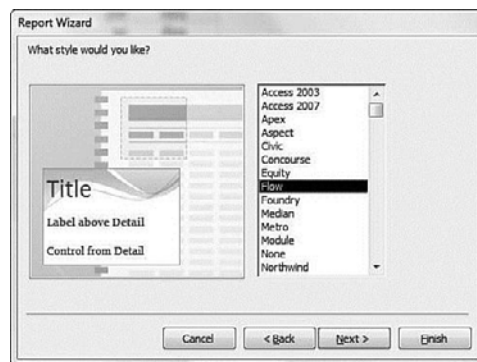 Report Wizard
What style would you like?
Title
Label above Detail
Control from Detail
Access 2003
Access 2007
Apex
Aspect
Civic
Concourse
Equity
Flow
Foundry
Median
Metro
Module
None
Northwind
Cancel
< Back
Next >
Finish